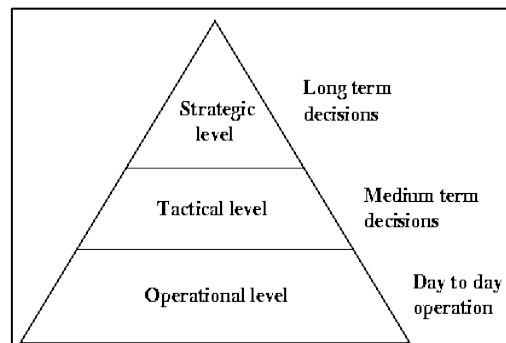 Strategic
level
Long term
decisions
Tactical level
Medium term
decisions
Operational level
Day to day
operation